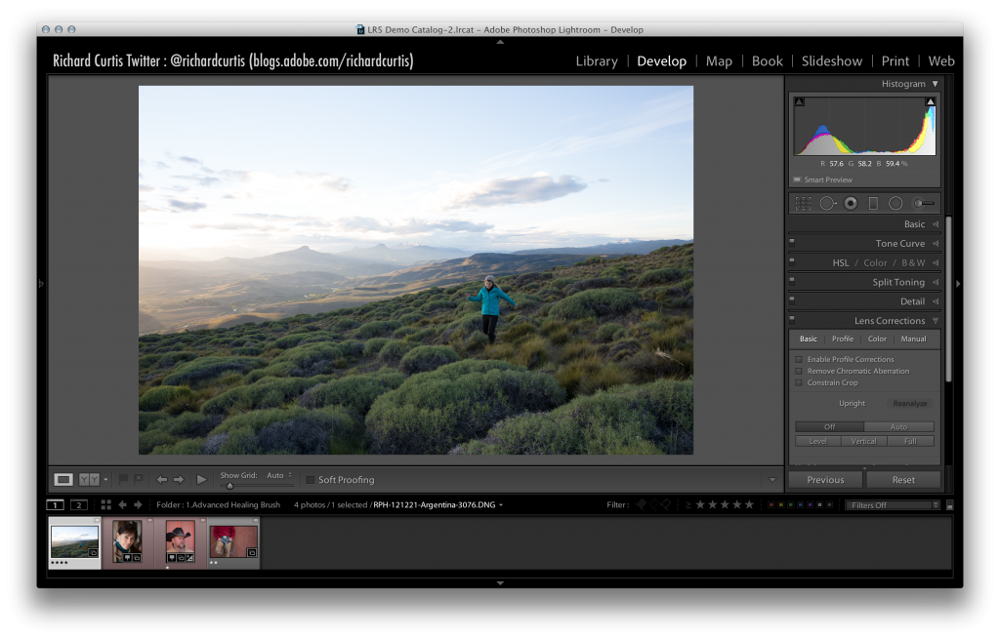 LR5 Demo Catalog-2.lrcat – Adobe Photoshop Lightroom – Develop
Richard Curtis Twitter : @richardcurtis (blogs.adobe.com/richardcurtis)
Library | Develop | Map | Book | Slideshow | Print | Web
Histogram
R 57.6 G 58.2 B 59.4 %
Smart Preview
Basic
Tone Curve
HSL / Color / B & W
Split Toning
Detail
Lens Corrections
Basic | Profile | Color | Manual
Enable Profile Corrections
Remove Chromatic Aberration
Constrain Crop
Upright Reanalyze
Off Auto
Level Vertical Full
Show Grid: Auto
Soft Proofing
Previous Reset
1 2 Folder : 1.Advanced Healing Brush 4 photos / 1 selected / RPH-121221-Argentina-3076.DNG
Filter : ≥ ★★★★★ Filters Off